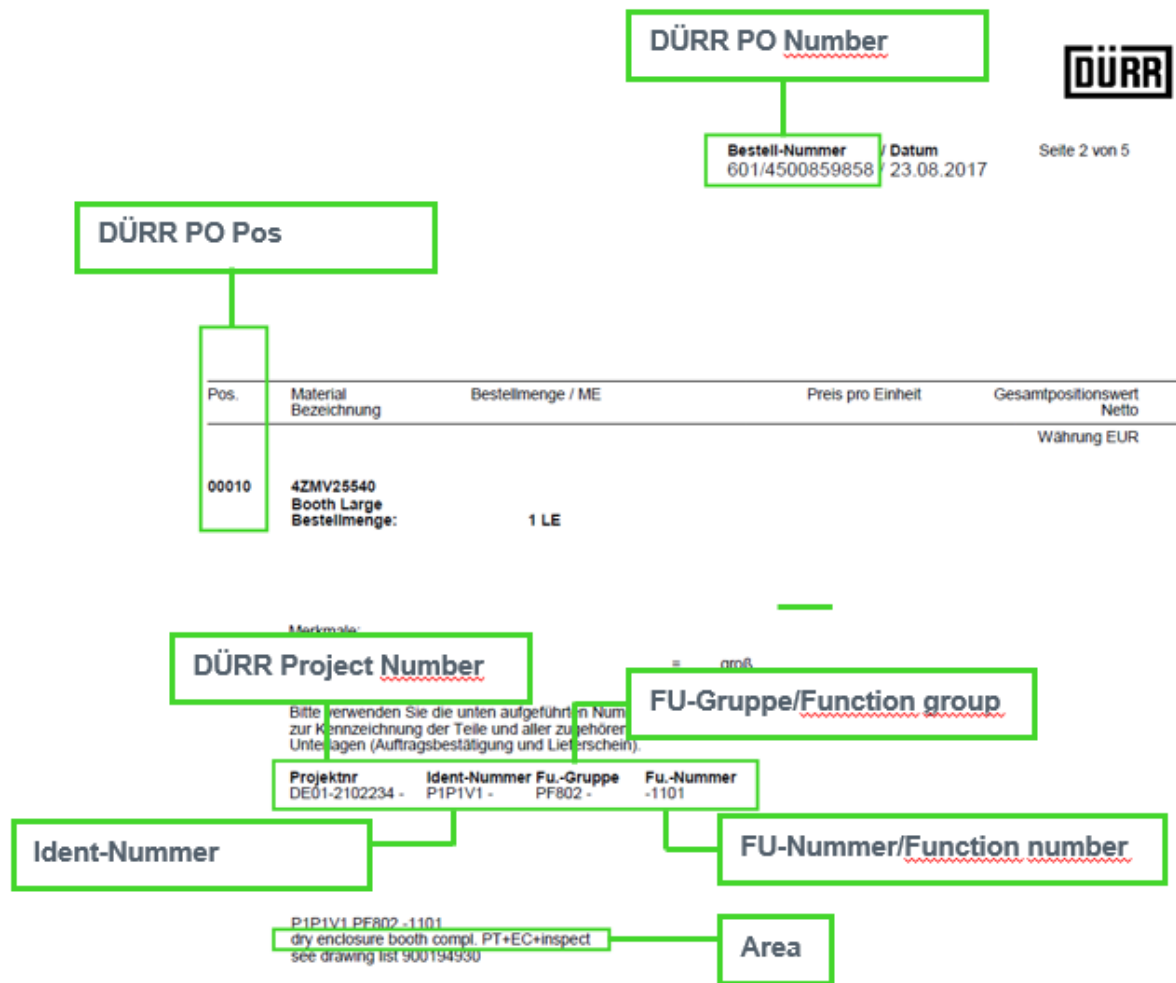 DÜRR PO Number
DÜRR
Bestell-Nummer / Datum Seite 2 von 5
601/4500859858 / 23.08.2017
DÜRR PO Pos
Pos. Material Bestellmenge / ME Preis pro Einheit Gesamtpositionswert
Bezeichnung Netto
Währung EUR
00010 4ZMV25540
Booth Large
Bestellmenge: 1 LE
Merkmale:
DÜRR Project Number = groß
FU-Gruppe/Function group
Bitte verwenden Sie die unten aufgeführten Num
zur Kennzeichnung der Teile und aller zugehören
Unterlagen (Auftragsbestätigung und Lieferschein).
Projektnr Ident-Nummer Fu.-Gruppe Fu.-Nummer
DE01-2102234 - P1P1V1 - PF802 - -1101
Ident-Nummer
FU-Nummer/Function number
P1P1V1 PF802 -1101
dry enclosure booth compl. PT+EC+inspect
see drawing list 900194930
Area